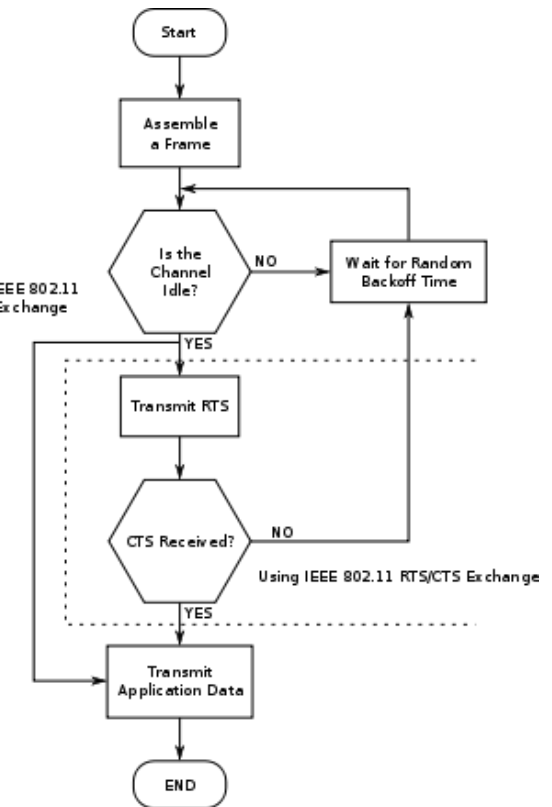 Start
Assemble
a Frame
Is the
Channel
Idle?
NO
Wait for Random
Backoff Time
EEE 802.11
Exchange
YES
Transmit RTS
CTS Received?
NO
Using IEEE 802.11 RTS/CTS Exchange
YES
Transmit
Application Data
END